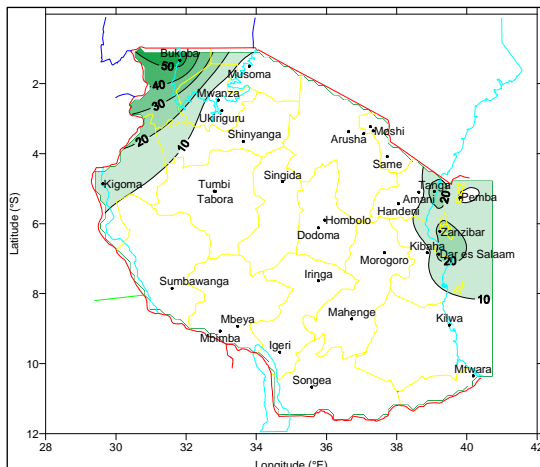 Bukoba
50
Musoma
40
2
Mwanza
30
Ukiriguru
20
10
Shinyanga
Moshi
Arusha
4
Same
Singida
Kigoma
Tumbi
Tabora
Tanga
20
Amani
Pemba
Handeni
6
Hombolo
Dodoma
Zanzibar
Kibaha
Dar es Salaam
20
Morogoro
Iringa
Sumbawanga
8
10
Mahenge
Mbeya
Kilwa
Mbimba
Igeri
10
Mtwara
Songea
12
28 30 32 34 36 38 40 42
Latitude (°S)
Longitude (°E)